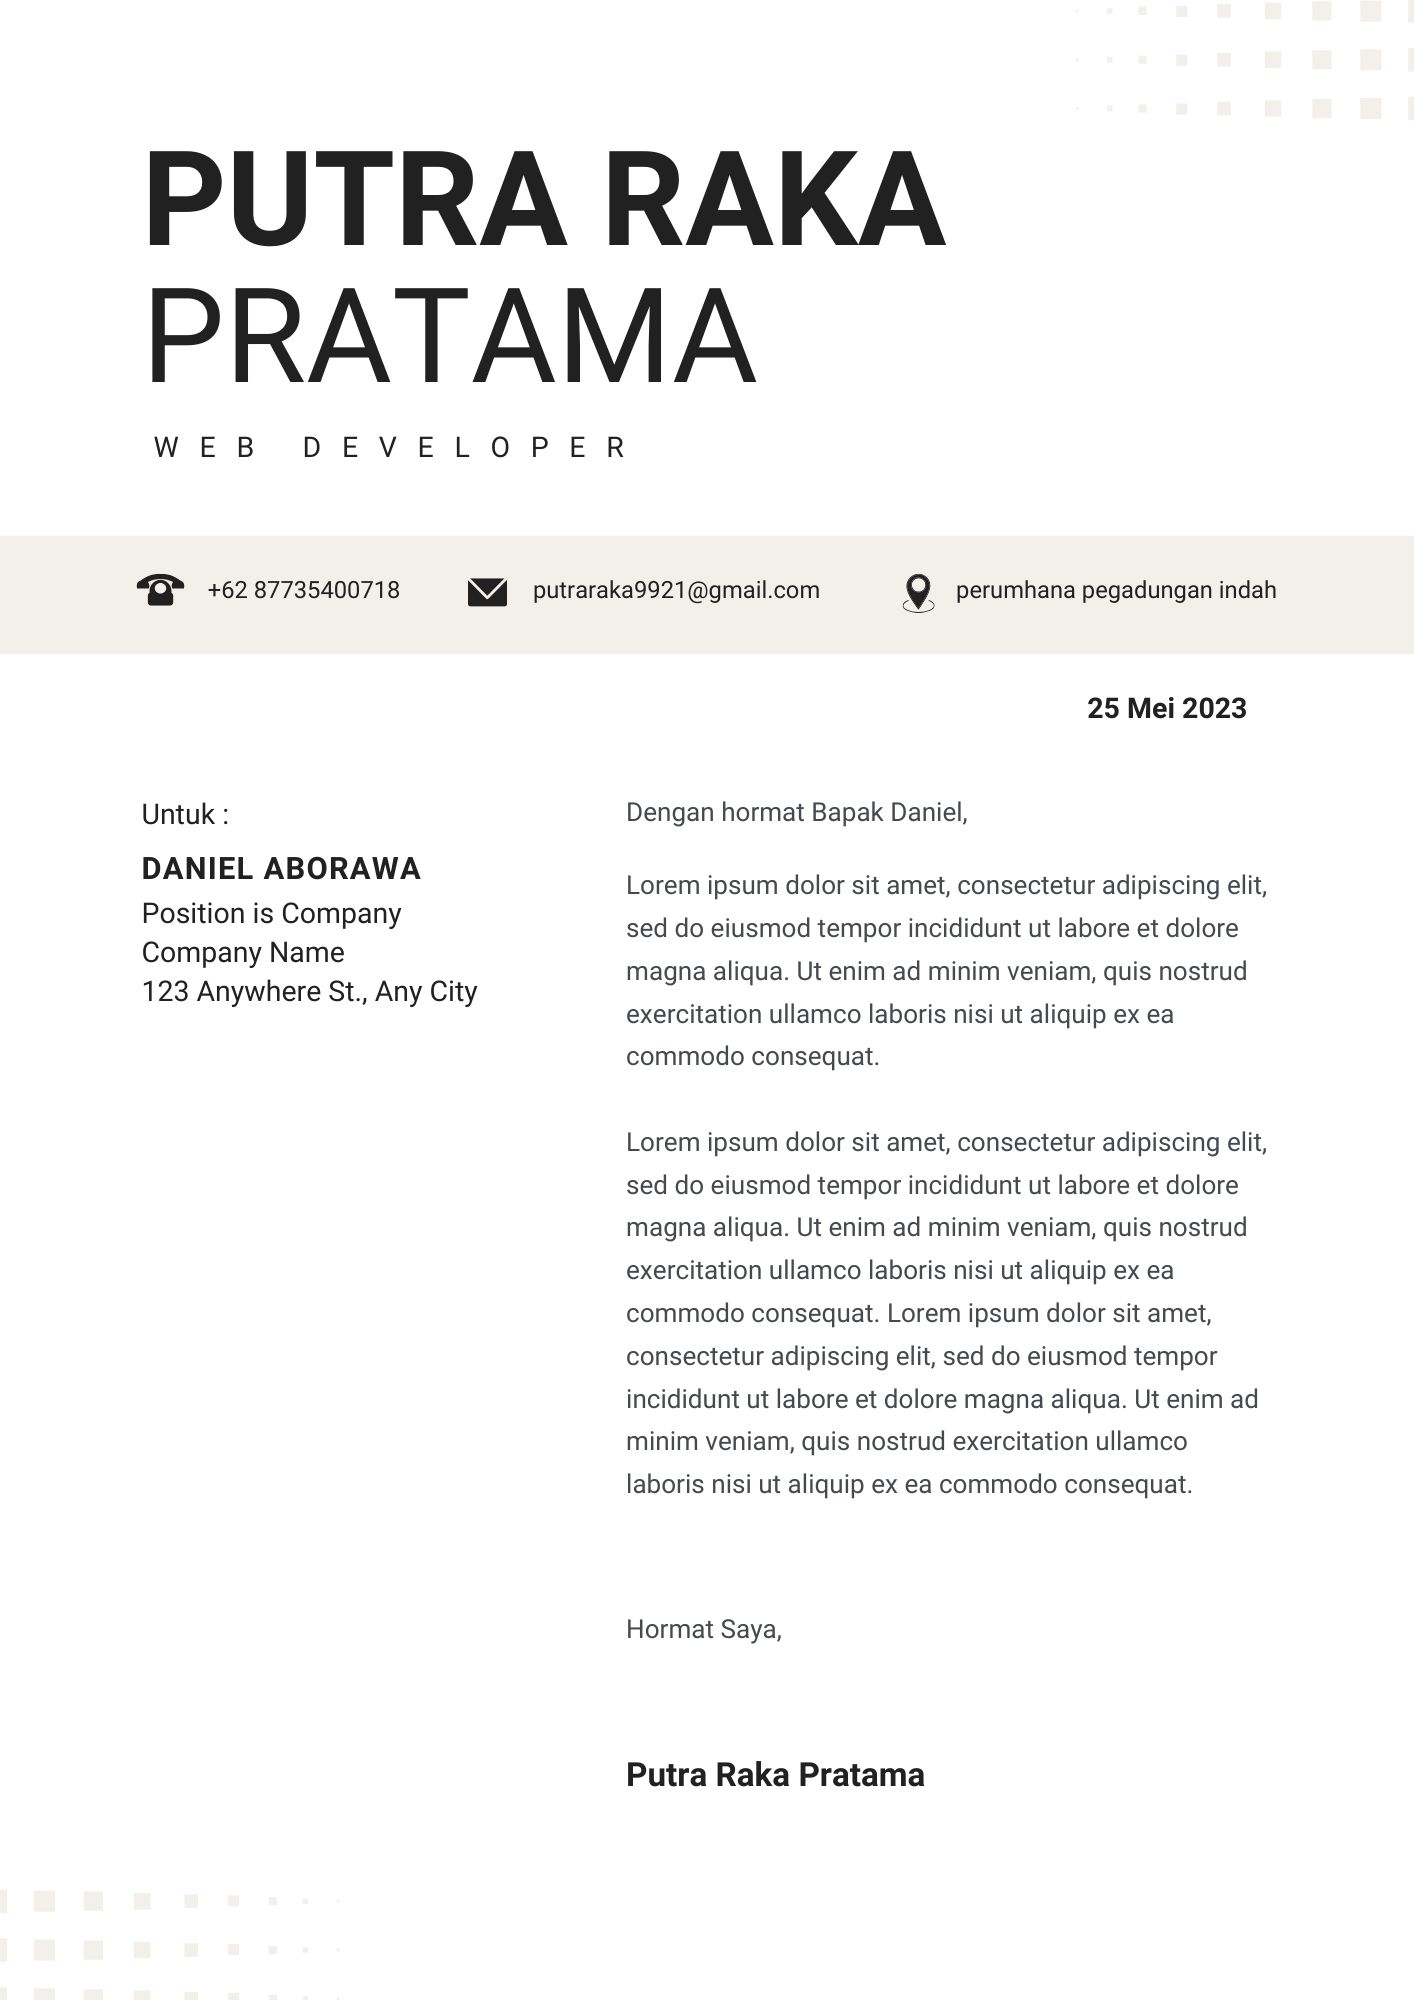 PUTRA RAKA
PRATAMA
WEB DEVELOPER
+62 87735400718
putraraka9921@gmail.com
perumhana pegadungan indah
25 Mei 2023
Untuk :
DANIEL ABORAWA
Position is Company
Company Name
123 Anywhere St., Any City
Dengan hormat Bapak Daniel,
Lorem ipsum dolor sit amet, consectetur adipiscing elit,
sed do eiusmod tempor incididunt ut labore et dolore
magna aliqua. Ut enim ad minim veniam, quis nostrud
exercitation ullamco laboris nisi ut aliquip ex ea
commodo consequat.
Lorem ipsum dolor sit amet, consectetur adipiscing elit,
sed do eiusmod tempor incididunt ut labore et dolore
magna aliqua. Ut enim ad minim veniam, quis nostrud
exercitation ullamco laboris nisi ut aliquip ex ea
commodo consequat. Lorem ipsum dolor sit amet,
consectetur adipiscing elit, sed do eiusmod tempor
incididunt ut labore et dolore magna aliqua. Ut enim ad
minim veniam, quis nostrud exercitation ullamco
laboris nisi ut aliquip ex ea commodo consequat.
Hormat Saya,
Putra Raka Pratama